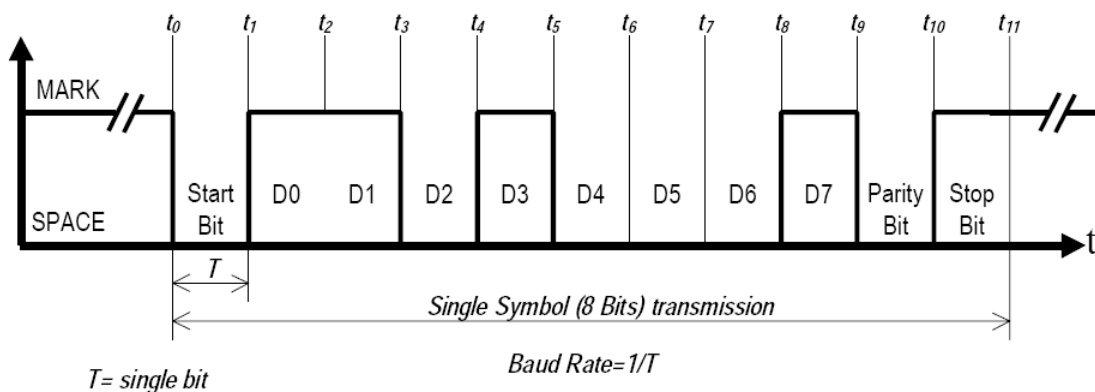 t0 t1 t2 t3 t4 t5 t6 t7 t8 t9 t10 t11
MARK
Start Bit D0 D1 D2 D3 D4 D5 D6 D7 Parity Bit Stop Bit
SPACE
t
T
Single Symbol (8 Bits) transmission
Baud Rate=1/T
T= single bit